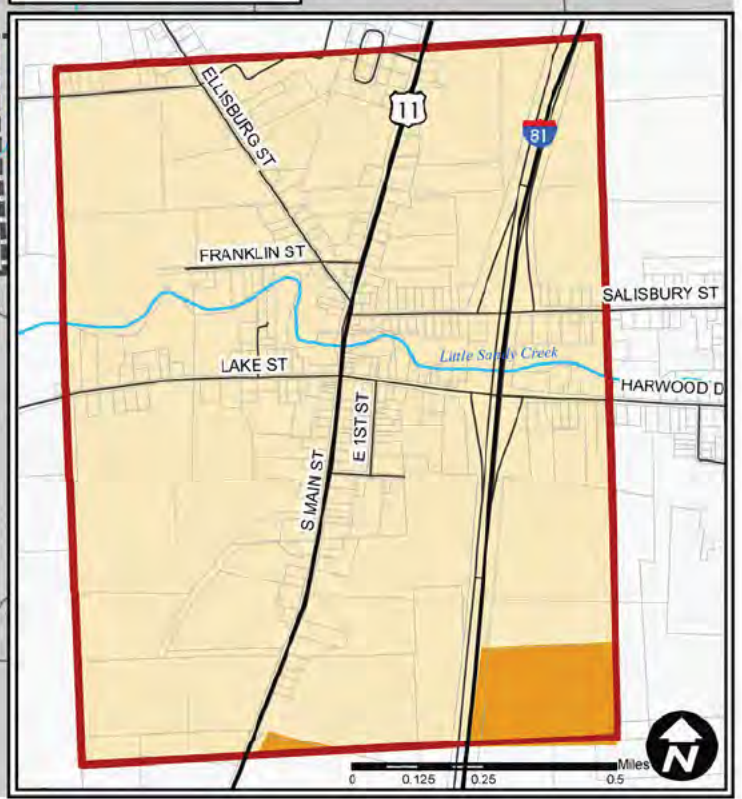 ELLISBURG ST
11
81
FRANKLIN ST
SALISBURY ST
Little Sandy Creek
LAKE ST
HARWOOD D
E 1ST ST
S MAIN ST
Miles
0 0.125 0.25 0.5
N